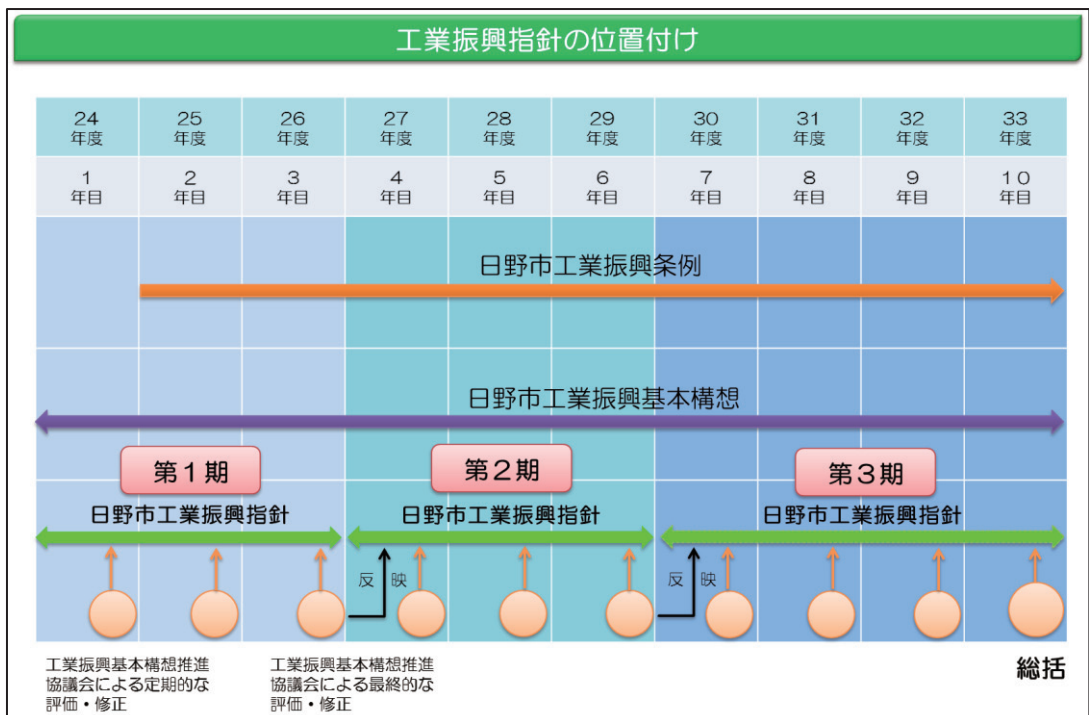 工業振興指針の位置付け
24 25 26 27 28 29 30 31 32 33
年度 年度 年度 年度 年度 年度 年度 年度 年度 年度
1 2 3 4 5 6 7 8 9 10
年目 年目 年目 年目 年目 年目 年目 年目 年目 年目
日野市工業振興条例
日野市工業振興基本構想
第1期 第2期 第3期
日野市工業振興指針 日野市工業振興指針 日野市工業振興指針
反映 反映
工業振興基本構想推進
協議会による定期的な
評価・修正
工業振興基本構想推進
協議会による最終的な
評価・修正
総括